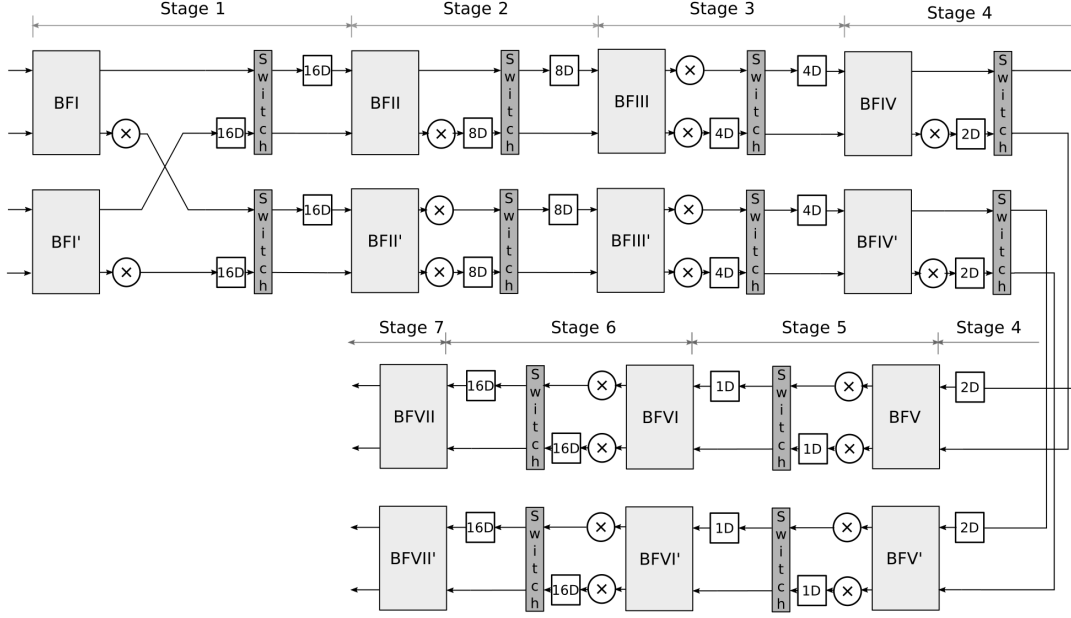 Stage 1 Stage 2 Stage 3 Stage 4
BFI × 16D Switch 16D BFII × 8D Switch 8D BFIII × × 4D Switch 4D BFIV × 2D Switch
BFI' × 16D Switch 16D BFII' × × 8D Switch 8D BFIII' × × 4D Switch 4D BFIV' × 2D Switch
Stage 7 Stage 6 Stage 5 Stage 4
BFVII 16D Switch 16D × × BFVI 1D Switch 1D × × BFV 2D
BFVII' 16D Switch 16D × × BFVI' 1D Switch 1D × × BFV' 2D